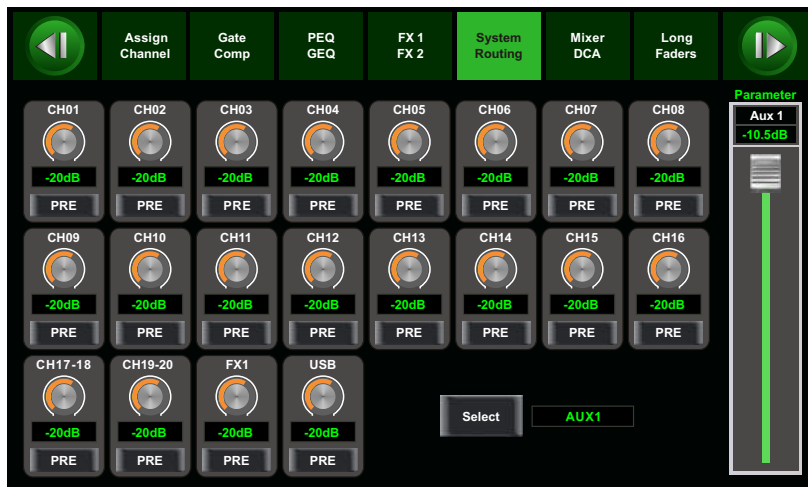 Assign Channel
Gate Comp
PEQ GEQ
FX 1 FX 2
System Routing
Mixer DCA
Long Faders
Parameter
Aux 1
-10.5dB
CH01 CH02 CH03 CH04 CH05 CH06 CH07 CH08
-20dB -20dB -20dB -20dB -20dB -20dB -20dB -20dB
PRE PRE PRE PRE PRE PRE PRE PRE
CH09 CH10 CH11 CH12 CH13 CH14 CH15 CH16
-20dB -20dB -20dB -20dB -20dB -20dB -20dB -20dB
PRE PRE PRE PRE PRE PRE PRE PRE
CH17-18 CH19-20 FX1 USB
-20dB -20dB -20dB -20dB
PRE PRE PRE PRE
Select AUX1